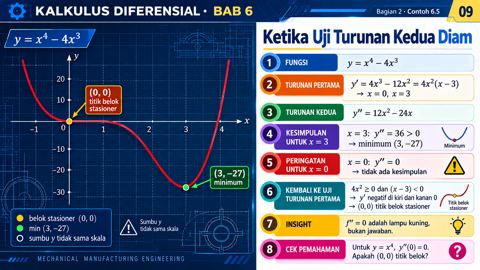 KALKULUS DIFERENSIAL • BAB 6
y = x⁴ − 4x³
y
20
10
(0, 0)
titik belok
stasioner
−1
1
2
3
4
x
−10
−20
−30
(3, −27)
minimum
belok stasioner (0, 0)
min (3, −27)
sumbu y tidak sama skala
Sumbu y
tidak sama skala
MECHANICAL MANUFACTURING ENGINEERING
Bagian 2 • Contoh 6.5
09
Ketika Uji Turunan Kedua Diam
1 FUNGSI
y = x⁴ − 4x³
2 TURUNAN PERTAMA
y′ = 4x³ − 12x² = 4x²(x − 3)
→ x = 0, x = 3
3 TURUNAN KEDUA
y″ = 12x² − 24x
4 KESIMPULAN UNTUK x = 3
x = 3: y″ = 36 > 0
→ minimum (3, −27)
Minimum
5 PERINGATAN UNTUK x = 0
x = 0: y″ = 0
→ tidak ada kesimpulan
6 KEMBALI KE UJI TURUNAN PERTAMA
4x² ≥ 0 dan (x − 3) < 0
→ y′ negatif di kiri dan kanan 0
→ (0, 0) titik belok stasioner
Titik belok stasioner
7 INSIGHT
f″ = 0 adalah lampu kuning,
bukan jawaban.
8 CEK PEMAHAMAN
Untuk y = x⁴, y″(0) = 0.
Apakah (0, 0) titik belok?
?